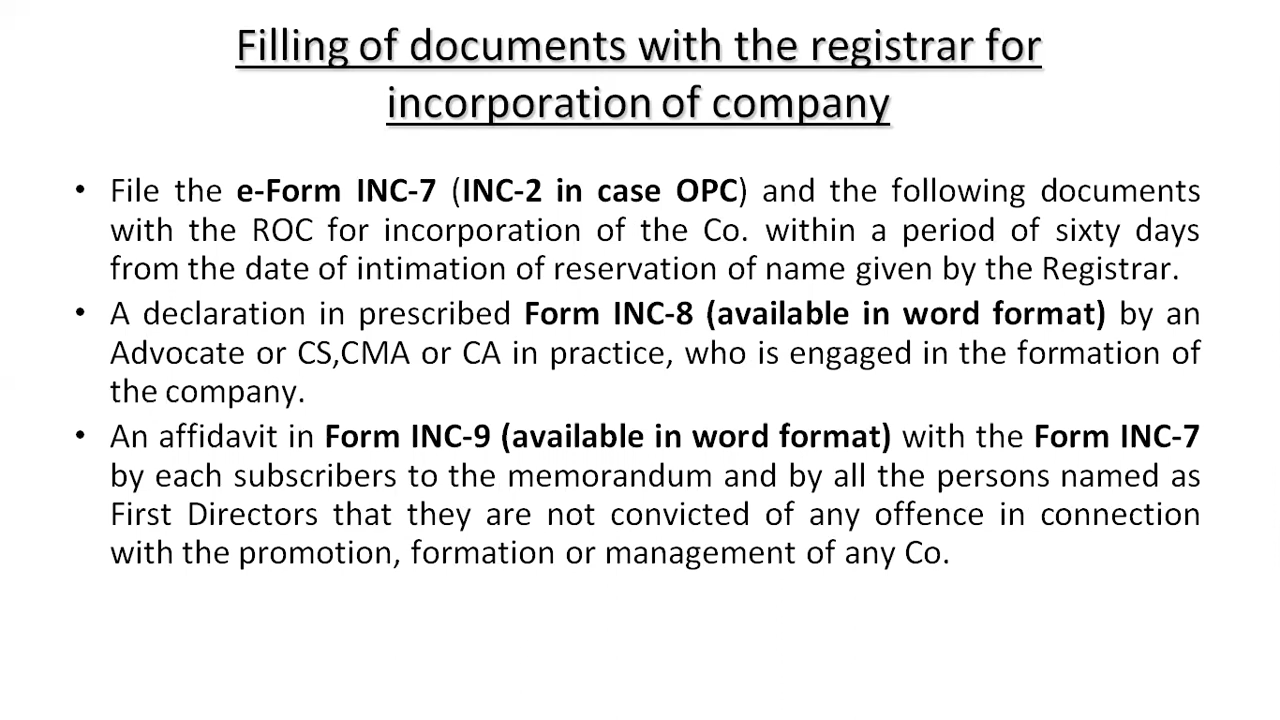 Filling of documents with the registrar for
incorporation of company
• File the e-Form INC-7 (INC-2 in case OPC) and the following documents
with the ROC for incorporation of the Co. within a period of sixty days
from the date of intimation of reservation of name given by the Registrar.
• A declaration in prescribed Form INC-8 (available in word format) by an
Advocate or CS,CMA or CA in practice, who is engaged in the formation of
the company.
• An affidavit in Form INC-9 (available in word format) with the Form INC-7
by each subscribers to the memorandum and by all the persons named as
First Directors that they are not convicted of any offence in connection
with the promotion, formation or management of any Co.